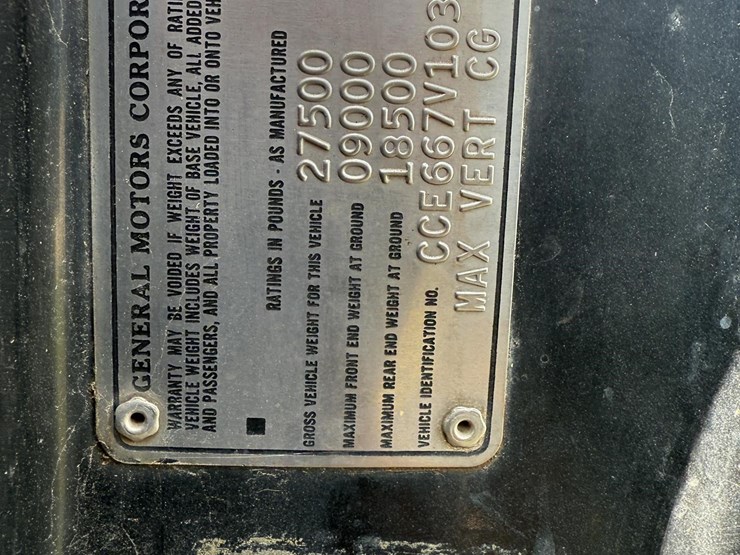 GENERAL MOTORS CORPOR
WARRANTY MAY BE VOIDED IF WEIGHT EXCEEDS ANY OF RATI
VEHICLE WEIGHT INCLUDES WEIGHT OF BASE VEHICLE, ALL ADDED
AND PASSENGERS, AND ALL PROPERTY LOADED INTO OR ONTO VEH
RATINGS IN POUNDS - AS MANUFACTURED
GROSS VEHICLE WEIGHT FOR THIS VEHICLE 27500
MAXIMUM FRONT END WEIGHT AT GROUND 09000
MAXIMUM REAR END WEIGHT AT GROUND 18500
VEHICLE IDENTIFICATION NO. CCE667V103
MAX VERT CG